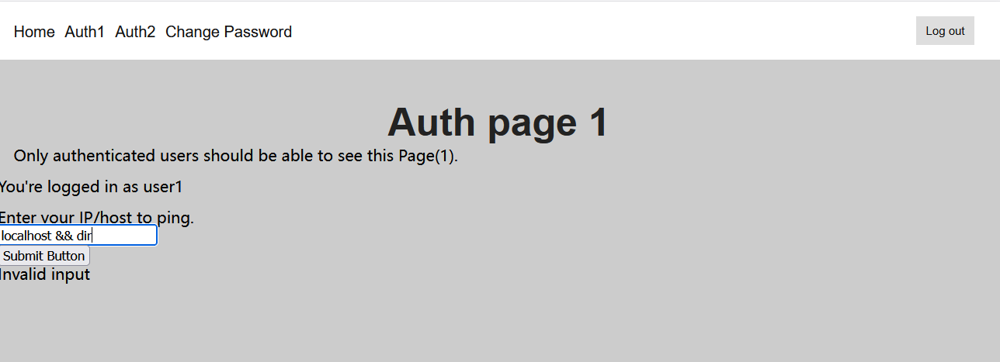 Home Auth1 Auth2 Change Password Log out
Auth page 1
Only authenticated users should be able to see this Page(1).
You're logged in as user1
Enter your IP/host to ping.
localhost && dir
Submit Button
Invalid input